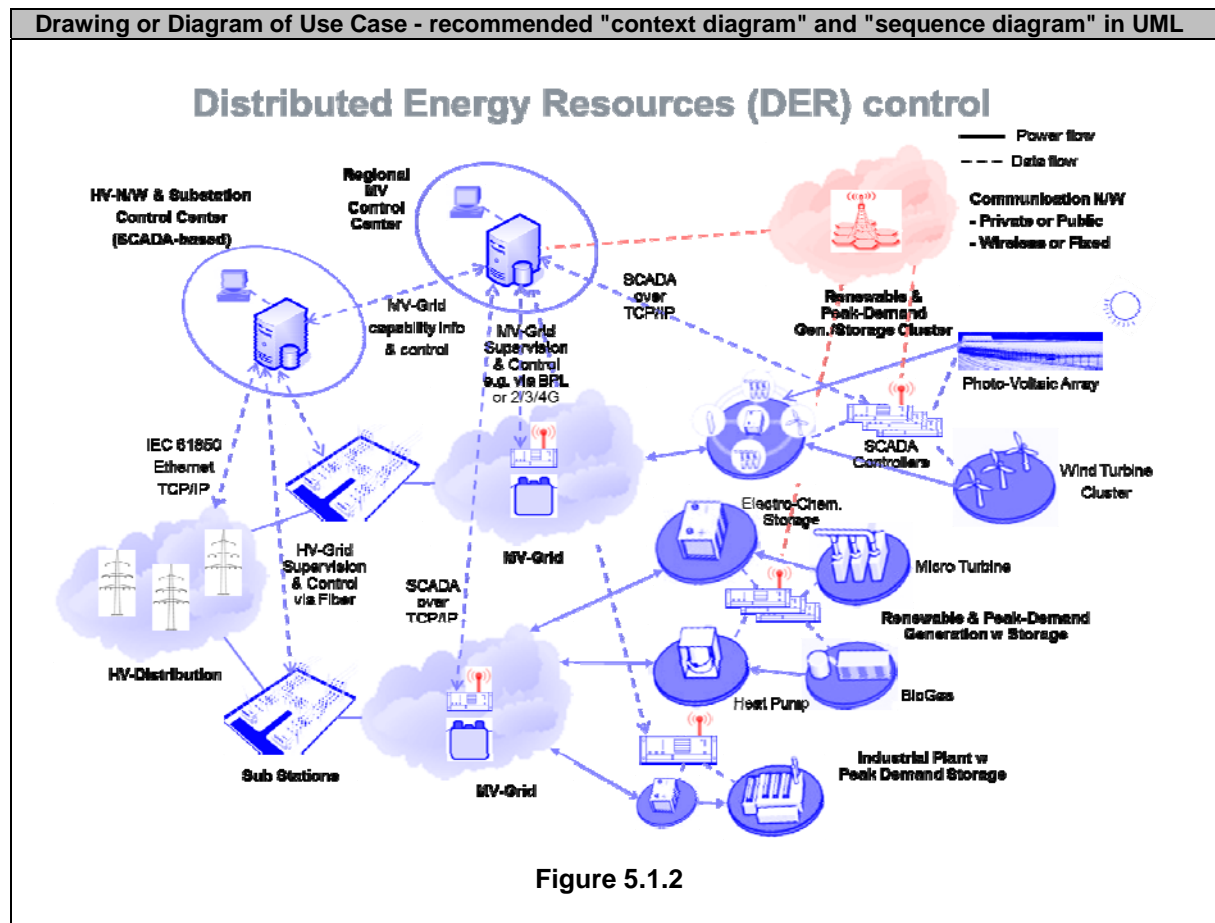 Drawing or Diagram of Use Case - recommended "context diagram" and "sequence diagram" in UML
Distributed Energy Resources (DER) control
Power flow
Data flow
HV-N/W & Substation
Control Center
(SCADA-based)
Regional
MV
Control
Center
Communication N/W
- Private or Public
- Wireless or Fixed
MV-Grid
capability info
& control
MV-Grid
Supervision
& Control
e.g. via BPL
or 2/3/4G
SCADA
over
TCP/IP
Renewable &
Peak-Demand
Gen./Storage Cluster
Photo-Voltaic Array
IEC 61850
Ethernet
TCP/IP
SCADA
Controllers
Wind Turbine
Cluster
Electro-Chem.
Storage
MV-Grid
HV-Grid
Supervision
& Control
via Fiber
SCADA
over
TCP/IP
Micro Turbine
Renewable & Peak-Demand
Generation w Storage
HV-Distribution
Heat Pump
BioGas
Sub Stations
MV-Grid
Industrial Plant w
Peak Demand Storage
Figure 5.1.2